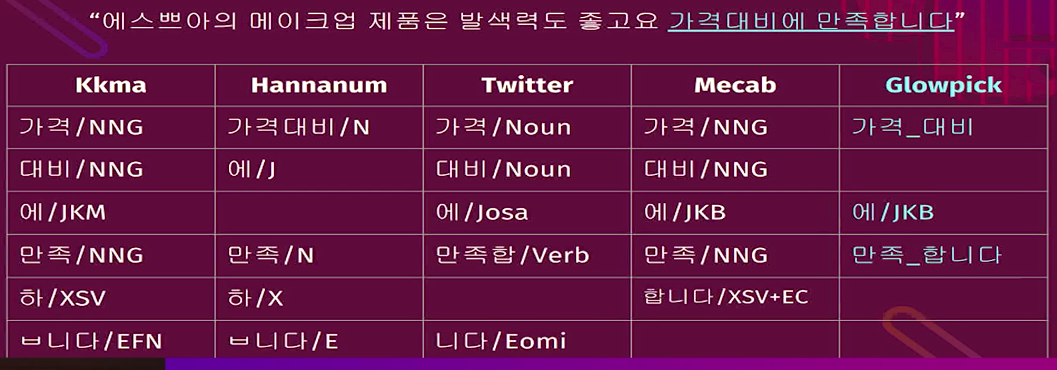 “에스쁘아의 메이크업 제품은 발색력도 좋고요 가격대비에 만족합니다”
Kkma Hannanum Twitter Mecab Glowpick
가격/NNG 가격대비/N 가격/Noun 가격/NNG 가격_대비
대비/NNG 에/J 대비/Noun 대비/NNG
에/JKM 에/Josa 에/JKB 에/JKB
만족/NNG 만족/N 만족합/Verb 만족/NNG 만족_합니다
하/XSV 하/X 합니다/XSV+EC
ㅂ니다/EFN ㅂ니다/E 니다/Eomi